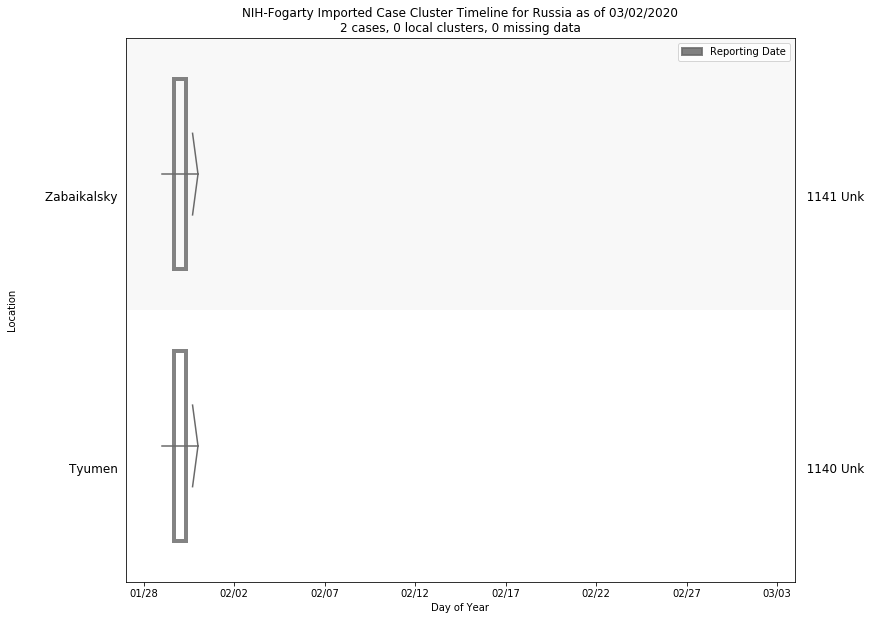 NIH-Fogarty Imported Case Cluster Timeline for Russia as of 03/02/2020
2 cases, 0 local clusters, 0 missing data
Reporting Date
Zabaikalsky
1141 Unk
Location
Tyumen
1140 Unk
01/28 02/02 02/07 02/12 02/17 02/22 02/27 03/03
Day of Year